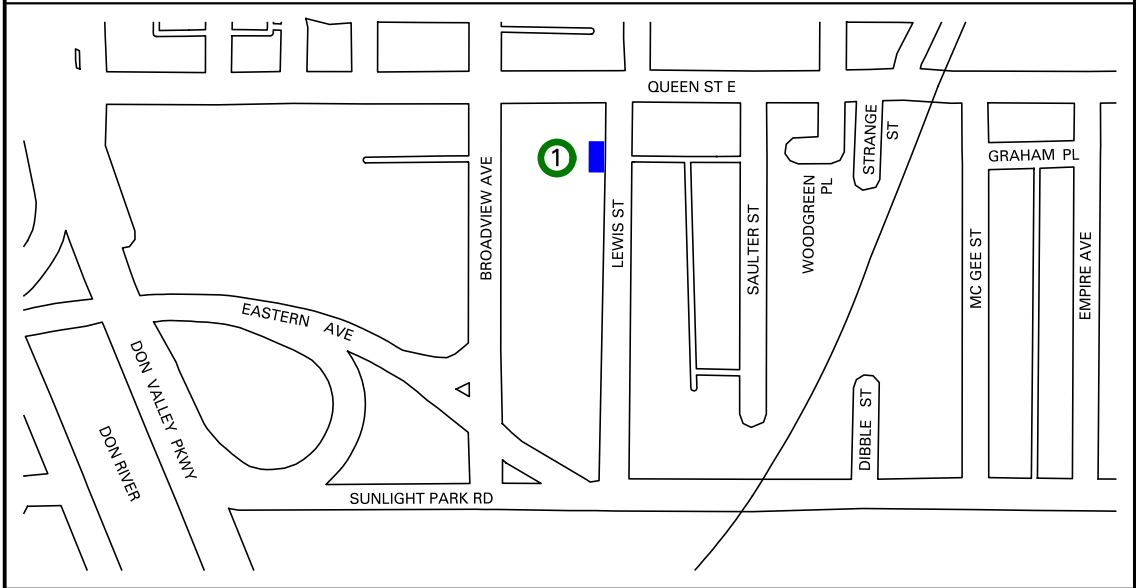 QUEEN ST E
1
STRANGE
ST
GRAHAM PL
BROADVIEW AVE
LEWIS ST
SAULTER ST
WOODGREEN
PL
MC GEE ST
EMPIRE AVE
EASTERN AVE
DON VALLEY PKWY
DON RIVER
DIBBLE ST
SUNLIGHT PARK RD